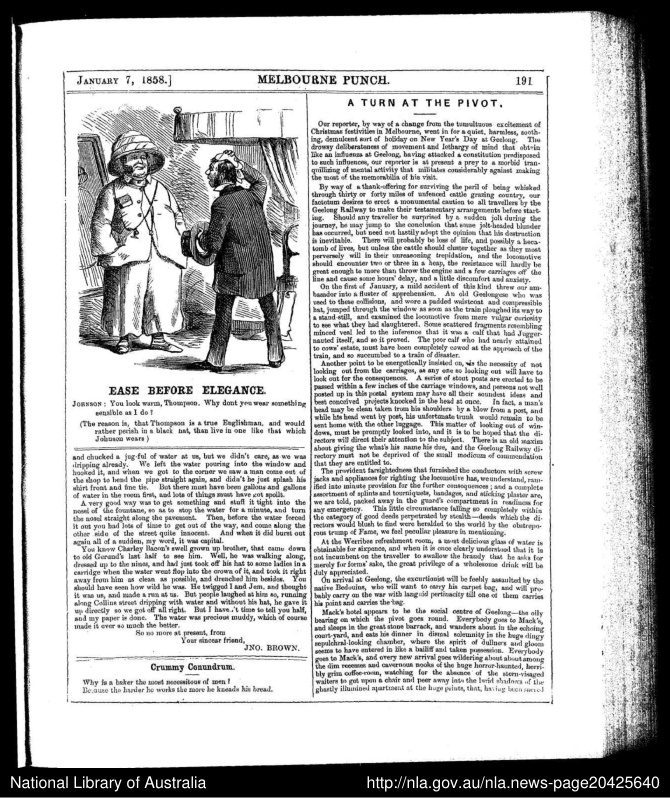 JANUARY 7, 1858.]
MELBOURNE PUNCH.
191
EASE BEFORE ELEGANCE.
JOHNSON: You look warm, Thompson. Why dont you wear something
sensible as I do?
(The reason is, that Thompson is a true Englishman, and would
rather perish in a black hat, than live in one like that which
Johnson wears)
and chucked a jug-ful of water at us, but we didn't care, as we was
dripping already. We left the water pouring into the window and
hooked it, and when we got to the corner we saw a man come out of
the shop to bend the pipe straight again, and didn't he just splash his
shirt front and fine tie. But there must have been gallons and gallons
of water in the room first, and lots of things must have got spoilt.
A very good way was to get something and stuff it tight into the
nosel of the fountane, so as to stop the water for a minute, and turn
the nosel straight along the pavement. Then, before the water forced
it out you had lots of time to get out of the way, and come along the
other side of the street quite innocent. And when it did burst out
again all of a sudden, my word, it was capital.
You know Charley Bacon's swell grown up brother, that came down
to old Gorand's last half to see him. Well, he was walking along,
dressed up to the nines, and had just took off his hat to some ladies in a
carridge when the water went flop into the crown of it, and took it right
away from him as clean as possible, and drenched him besides. You
should have seen how wild he was. He twigged I and Jem, and thought
it was us, and made a run at us. But people laughed at him so, running
along Collins street dripping with water and without his hat, he gave it
up directly so we got off all right. But I have.'t time to tell you half,
and my paper is done. The water was precious muddy, which of course
made it ever so much the better.
So no more at present, from
Your sincear friend,
JNO. BROWN.
Crummy Conundrum.
Why is a baker the most necessitous of men?
Because the harder he works the more he kneads his bread.
A TURN AT THE PIVOT.
Our reporter, by way of a change from the tumultuous excitement of
Christmas festivities in Melbourne, went in for a quiet, harmless, sooth-
ing, demulcent sort of holiday on New Year's Day at Geelong. The
drowsy deliberateness of movement and lethargy of mind that obtain
like an influenza at Geelong, having attacked a constitution predisposed
to such influences, our reporter is at present a prey to a morbid tran-
quillizing of mental activity that militates considerably against making
the most of the memorabilia of his visit.
By way of a thank-offering for surviving the peril of being whisked
through thirty or forty miles of unfenced cattle grazing country, our
factotum desires to erect a monumental caution to all travellers by the
Geelong Railway to make their testamentary arrangements before start-
ing. Should any traveller be surprised by a sudden jolt during the
journey, he may jump to the conclusion that some jolt-headed blunder
has occurred, but need not hastily adopt the opinion that his destruction
is inevitable. There will probably be loss of life, and possibly a heca-
tomb of lives, but unless the cattle should cluster together as they most
perversely will in their unreasoning trepidation, and the locomotive
should encounter two or three in a heap, the resistance will hardly be
great enough to more than throw the engine and a few carriages off the
line and cause some hours' delay, and a little discomfort and anxiety.
On the first of January, a mild accident of this kind threw our am-
bassador into a fluster of apprehension. An old Geelongese who was
used to these collisions, and wore a padded waistcoat and compressible
hat, jumped through the window as soon as the train ploughed its way to
a stand-still, and examined the locomotive from mere vulgar curiosity
to see what they had slaughtered. Some scattered fragments resembling
minced veal led to the inference that it was a calf that had Jugger-
nauted itself, and so it proved. The poor calf who had nearly attained
to cows' estate, must have been completely cowed at the approach of the
train, and so succumbed to a train of disaster.
Another point to be energetically insisted on, is the necessity of not
looking out from the carriages, as any one so looking out will have to
look out for the consequences. A series of stout posts are erected to be
passed within a few inches of the carriage windows, and persons not well
posted up in this postal system may have all their soundest ideas and
best conceived projects knocked in the head at once. In fact, a man's
head may be clean taken from his shoulders by a blow from a post, and
while his head went by post, his unfortunate trunk would remain to be
sent home with the other luggage. This matter of looking out of win-
dows, must be promptly looked into, and it is to be hoped that the di-
rectors will direct their attention to the subject. There is an old maxim
about giving the what's his name his due, and the Geelong Railway di-
rectory must not be deprived of the small modicum of commendation
that they are entitled to.
The provident farsightedness that furnished the conductors with screw
jacks and appliances for righting the locomotive has, we understand, ram-
ified into minute provision for the further consequences; and a complete
assortment of splints and tourniquets, bandages, and sticking plaster are,
we are told, packed away in the guard's compartment in readiness for
any emergency. This little circumstance falling so completely within
the category of good deeds perpetrated by stealth—deeds which the di-
rectors would blush to find were heralded to the world by the obstrepo-
rous trump of Fame, we feel peculiar pleasure in mentioning.
At the Werribee refreshment room, a most delicious glass of water is
obtainable for sixpence, and when it is once clearly understood that it is
not incumbent on the traveller to swallow the brandy that he asks for
merely for forms' sake, the great privilege of a wholesome drink will be
duly appreciated.
On arrival at Geelong, the excurtionist will be feebly assaulted by the
native Bedouins, who will want to carry his carpet bag, and will pro-
bably carry on the war with languid pertinacity till one of them carries
his point and carries the bag.
Mack's hotel appears to be the social centre of Geelong—the oily
bearing on which the pivot goes round. Everybody goes to Mack's,
and sleeps in the great stone barrack, and wanders about in the echoing
court-yard, and eats his dinner in dismal solemnity in the huge dingy
sepulchral-looking chamber, where the spirit of dullness and gloom
seems to have entered in like a bailiff and taken possession. Everybody
goes to Mack's, and every new arrival goes wildering about about among
the dim recesses and cavernous nooks of the huge horror-haunted, horri-
bly grim coffee-room, watching for the absence of the stern-visaged
waiters to get upon a chair and peer away into the lurid shadows of the
ghastly illumined apartment at the huge prints, that, having been moved
National Library of Australia
http://nla.gov.au/nla.news-page20425640